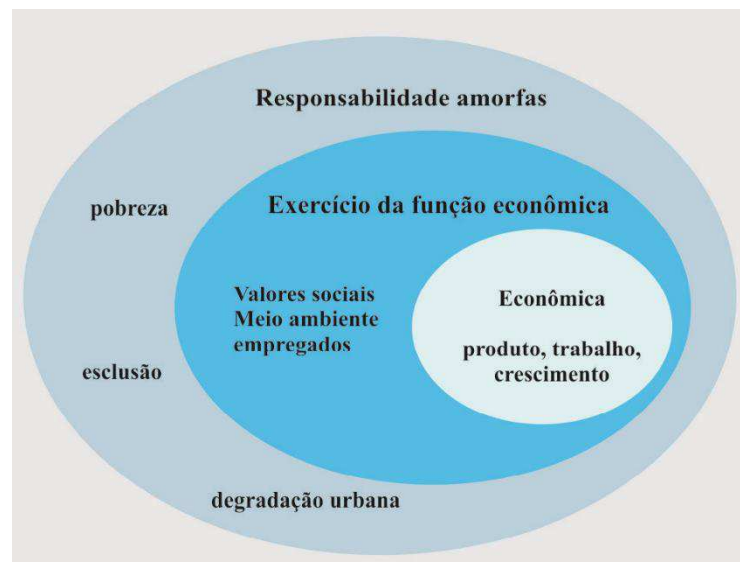 Responsabilidade amorfas
pobreza
Exercício da função econômica
Valores sociais
Meio ambiente
empregados
Econômica
produto, trabalho,
crescimento
esclusão
degradação urbana